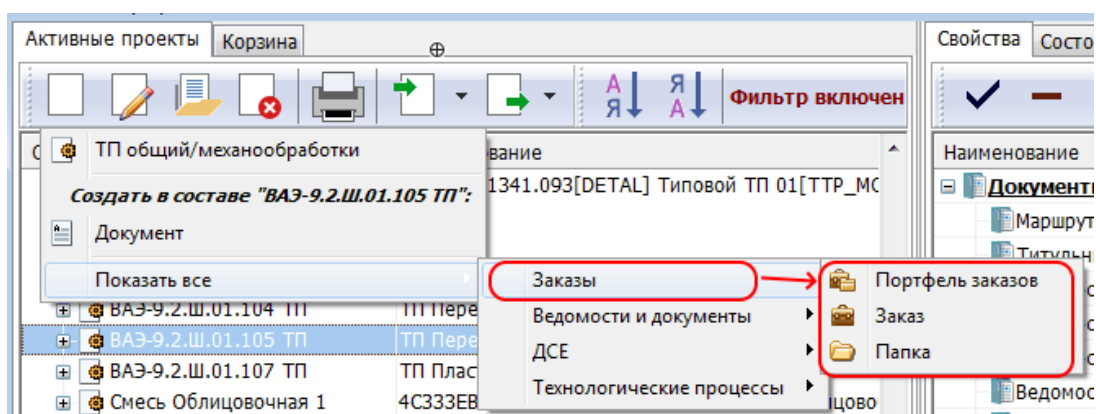 Активные проекты Корзина
Свойства Состо
А Я Я А Фильтр включен
ТП общий/механообработки
вание
Наименование
1341.093[DETAL] Типовой ТП 01[TTP_MC
Создать в составе "ВАЭ-9.2.Ш.01.105 ТП":
Документ
Документ
Маршрут
Титульн
Показать все
Заказы
Портфель заказов
ВАЭ-9.2.Ш.01.104 ТП ТП Пере
Ведомости и документы
Заказ
ВАЭ-9.2.Ш.01.105 ТП ТП Пере
ДСЕ
Папка
ВАЭ-9.2.Ш.01.107 ТП ТП Плас
Технологические процессы
Ведомос
Смесь Облицовочная 1 4C333EB
цово